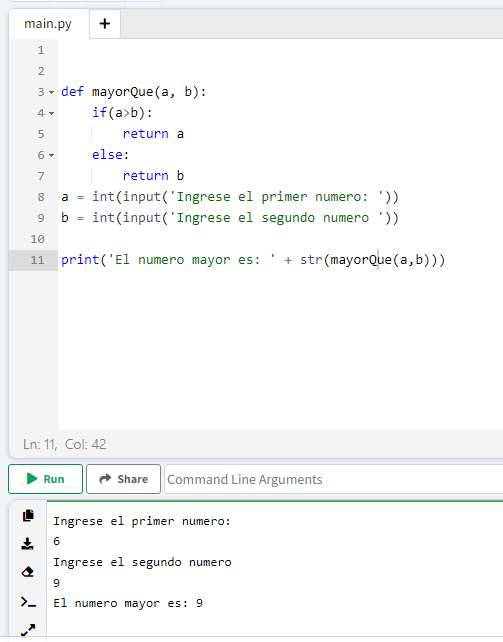 main.py +
1
2
3 def mayorQue(a, b):
4     if(a>b):
5         return a
6     else:
7         return b
8 a = int(input('Ingrese el primer numero: '))
9 b = int(input('Ingrese el segundo numero '))
10
11 print('El numero mayor es: ' + str(mayorQue(a,b)))
Ln: 11, Col: 42
Run Share Command Line Arguments
Ingrese el primer numero:
6
Ingrese el segundo numero
9
El numero mayor es: 9